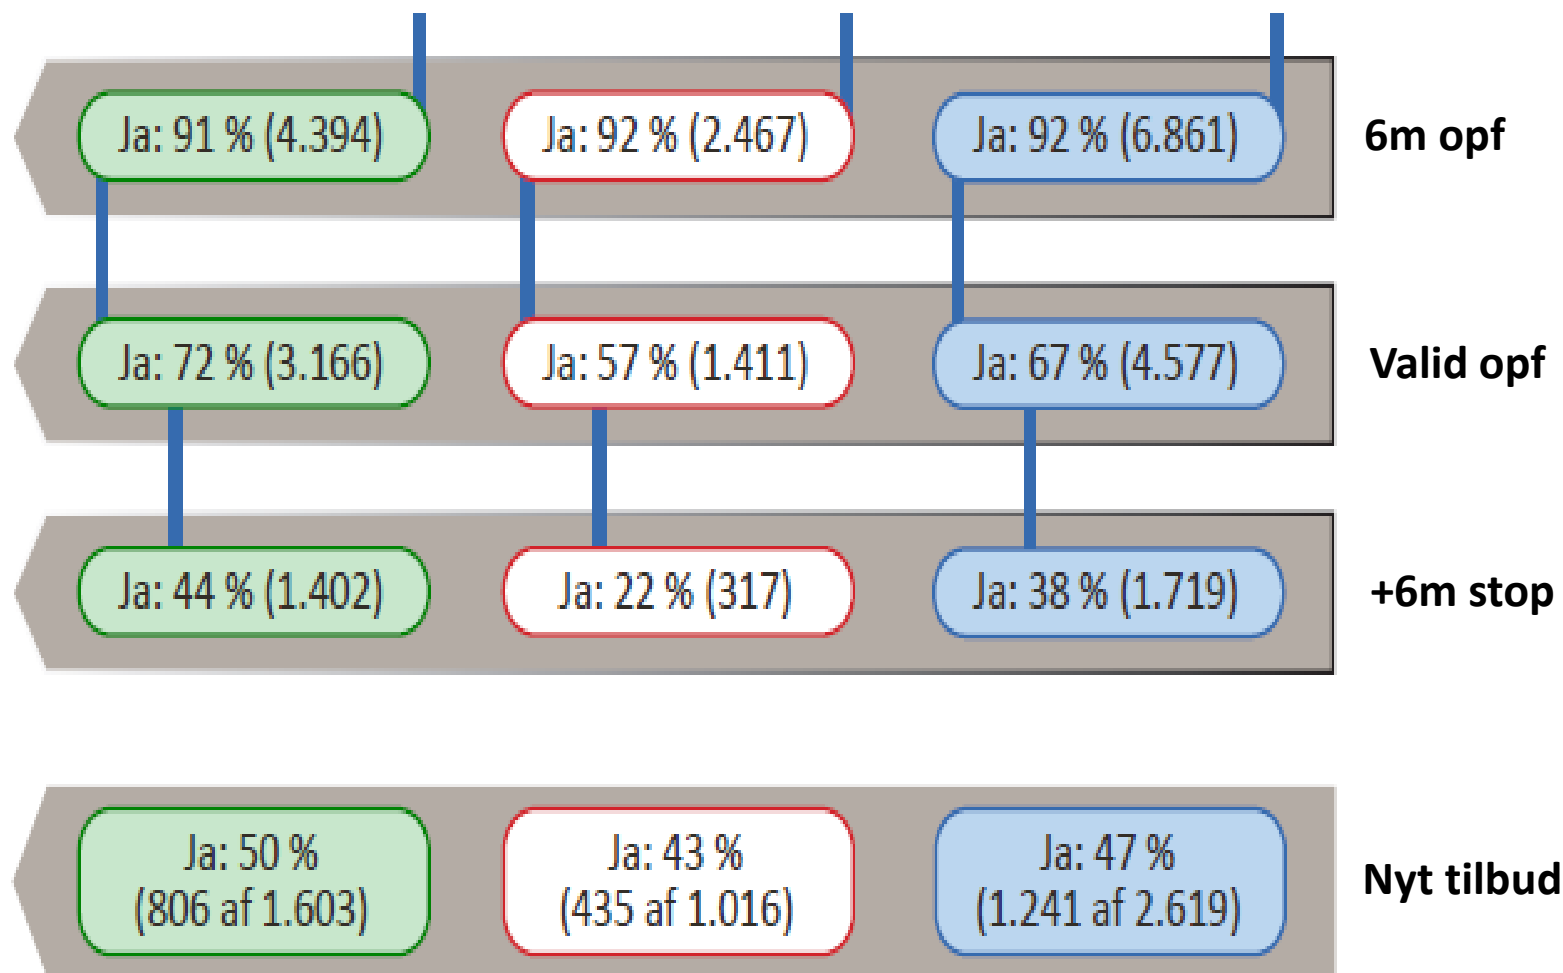 Ja: 91 % (4.394) Ja: 92 % (2.467) Ja: 92 % (6.861) 6m opf
Ja: 72 % (3.166) Ja: 57 % (1.411) Ja: 67 % (4.577) Valid opf
Ja: 44 % (1.402) Ja: 22 % (317) Ja: 38 % (1.719) +6m stop
Ja: 50 %
(806 af 1.603)
Ja: 43 %
(435 af 1.016)
Ja: 47 %
(1.241 af 2.619)
Nyt tilbud